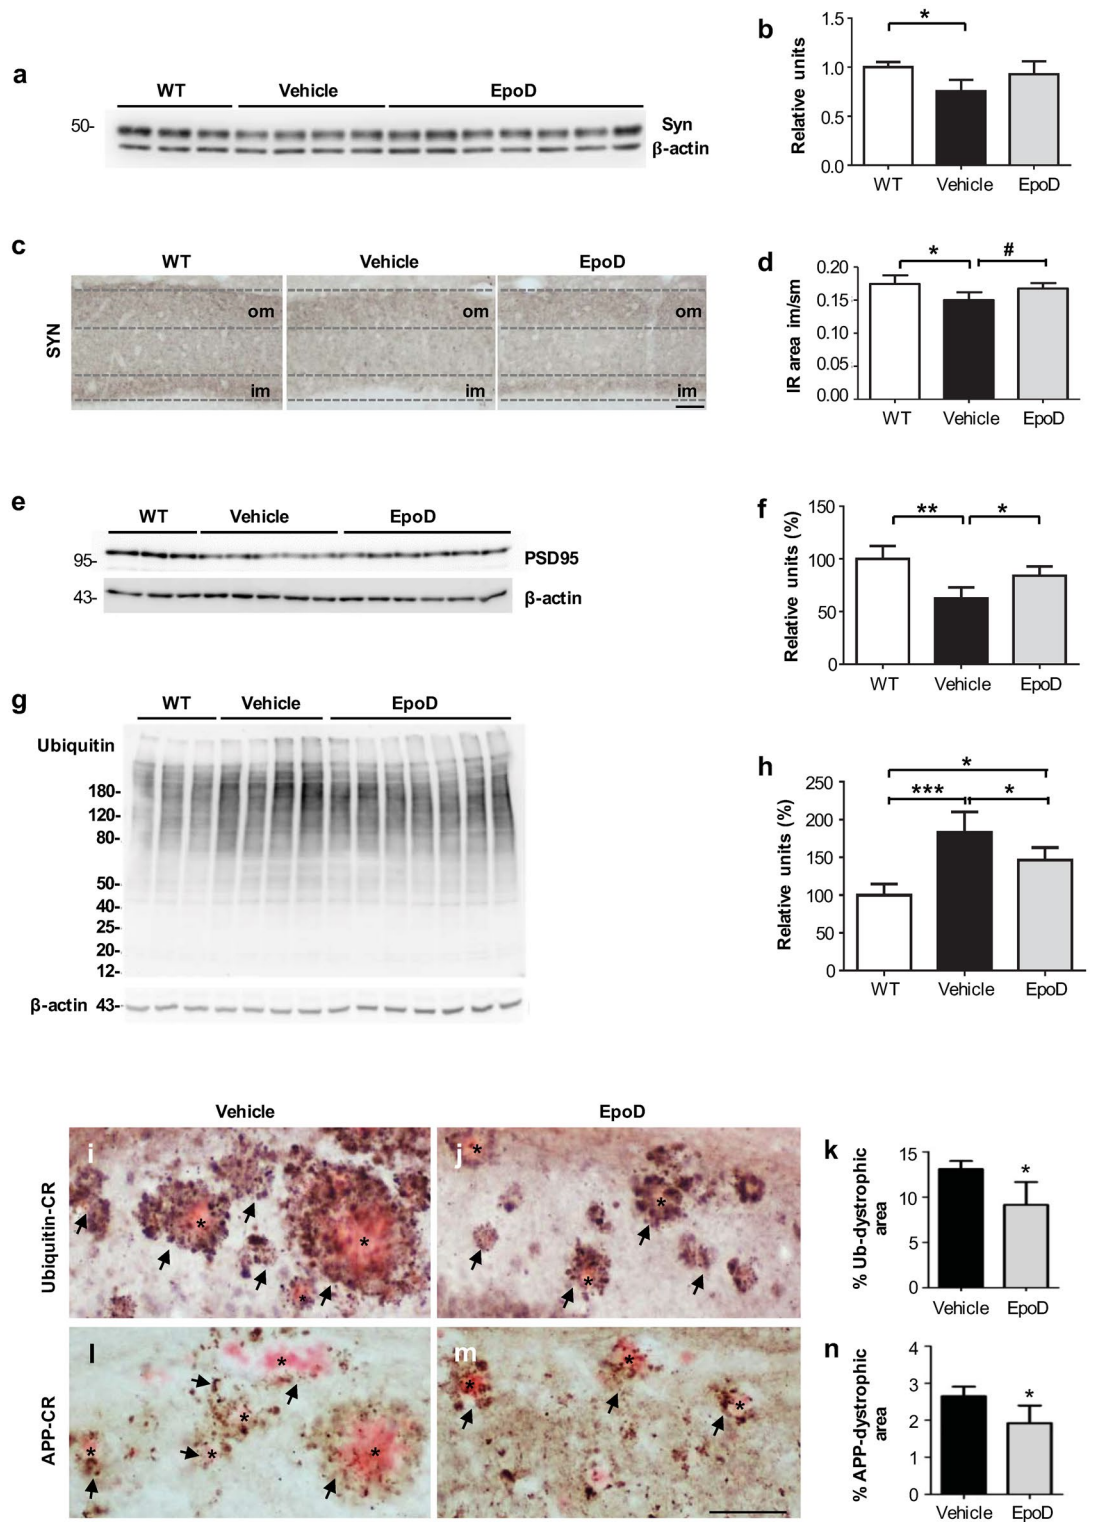 a
WT Vehicle EpoD
50-
Syn
β-actin
b
Relative units
1.5
1.0
0.5
0.0
*
WT Vehicle EpoD
c
WT Vehicle EpoD
SYN
om om om
im im im
d
IR area im/sm
0.20
0.15
0.10
0.05
0.00
* #
WT Vehicle EpoD
e
WT Vehicle EpoD
95-
PSD95
43-
β-actin
f
Relative units (%)
150
100
50
0
** *
WT Vehicle EpoD
g
WT Vehicle EpoD
Ubiquitin
180-
120-
80-
50-
40-
25-
20-
12-
β-actin 43-
h
Relative units (%)
250
200
150
100
50
0
*
*** *
WT Vehicle EpoD
Vehicle EpoD
Ubiquitin-CR
i
* * *
j
* * *
k
% Ub-dystrophic
area
15
10
5
0
*
Vehicle EpoD
APP-CR
l
* * * * *
m
* * *
n
% APP-dystrophic
area
4
3
2
1
0
*
Vehicle EpoD